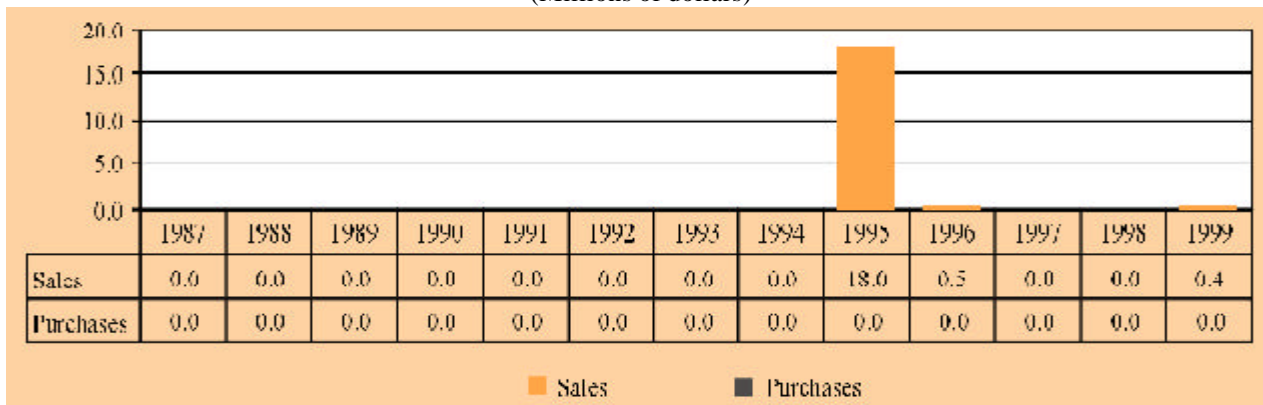 (Millions of dollars)
20.0
15.0
10.0
5.0
0.0
1987 1988 1989 1990 1991 1992 1993 1994 1995 1996 1997 1998 1999
Sales 0.0 0.0 0.0 0.0 0.0 0.0 0.0 0.0 18.0 0.5 0.0 0.0 0.4
Purchases 0.0 0.0 0.0 0.0 0.0 0.0 0.0 0.0 0.0 0.0 0.0 0.0 0.0
Sales Purchases